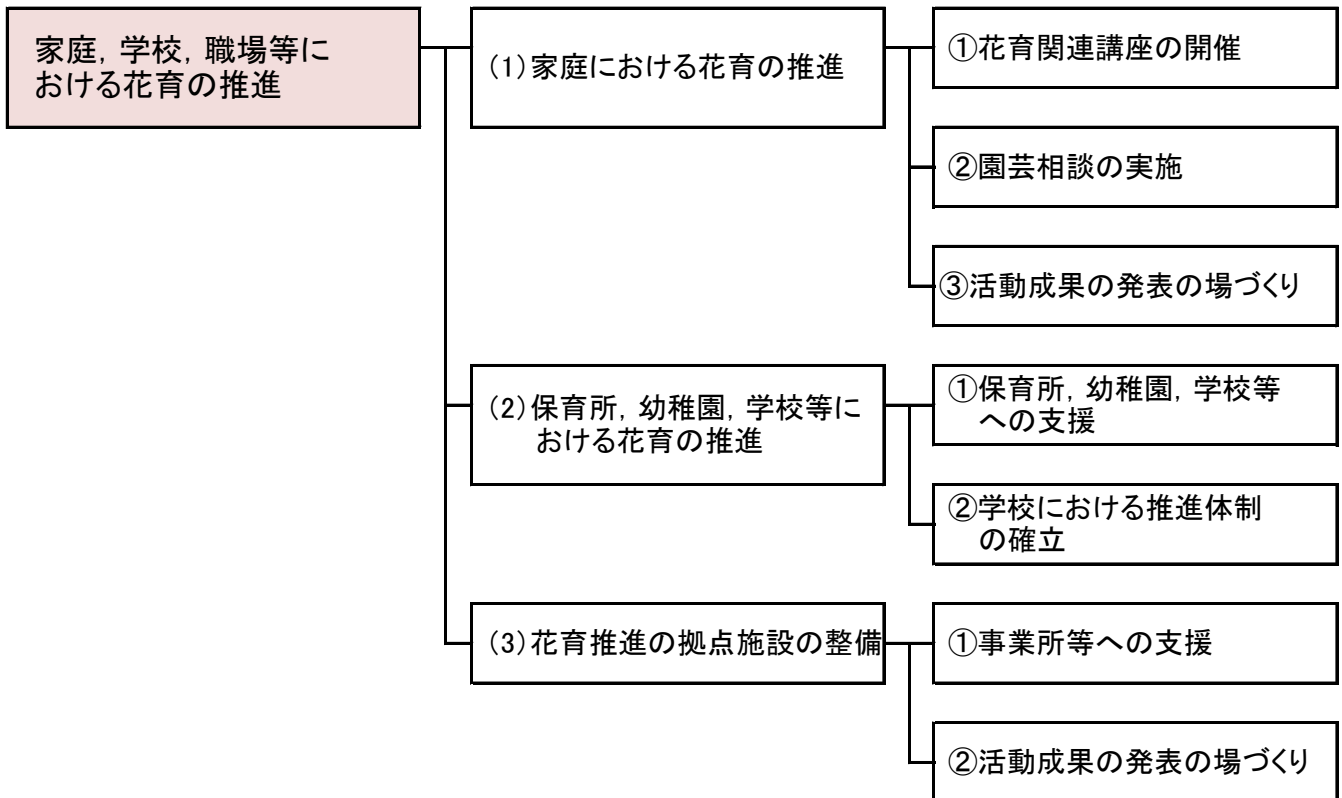 家庭，学校，職場等に
おける花育の推進
(1)家庭における花育の推進
①花育関連講座の開催
②園芸相談の実施
③活動成果の発表の場づくり
(2)保育所，幼稚園，学校等に
おける花育の推進
①保育所，幼稚園，学校等
への支援
②学校における推進体制
の確立
(3)花育推進の拠点施設の整備
①事業所等への支援
②活動成果の発表の場づくり